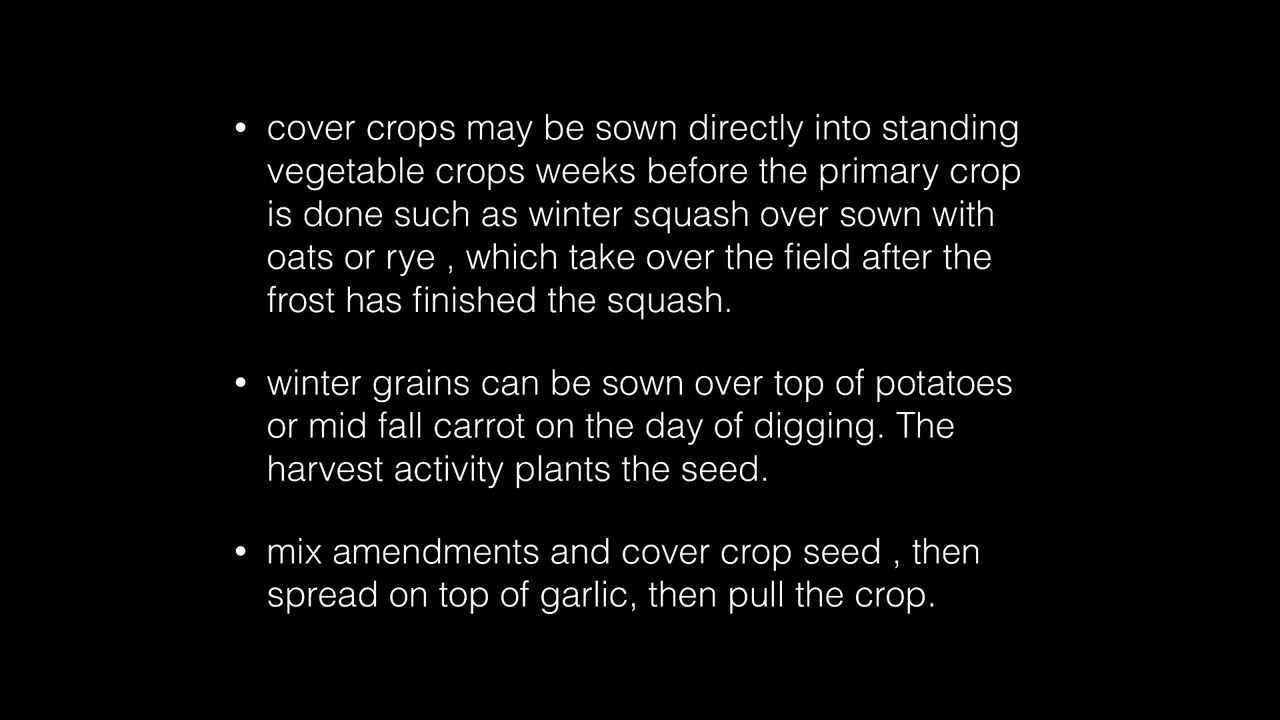 • cover crops may be sown directly into standing
vegetable crops weeks before the primary crop
is done such as winter squash over sown with
oats or rye , which take over the field after the
frost has finished the squash.
• winter grains can be sown over top of potatoes
or mid fall carrot on the day of digging. The
harvest activity plants the seed.
• mix amendments and cover crop seed , then
spread on top of garlic, then pull the crop.